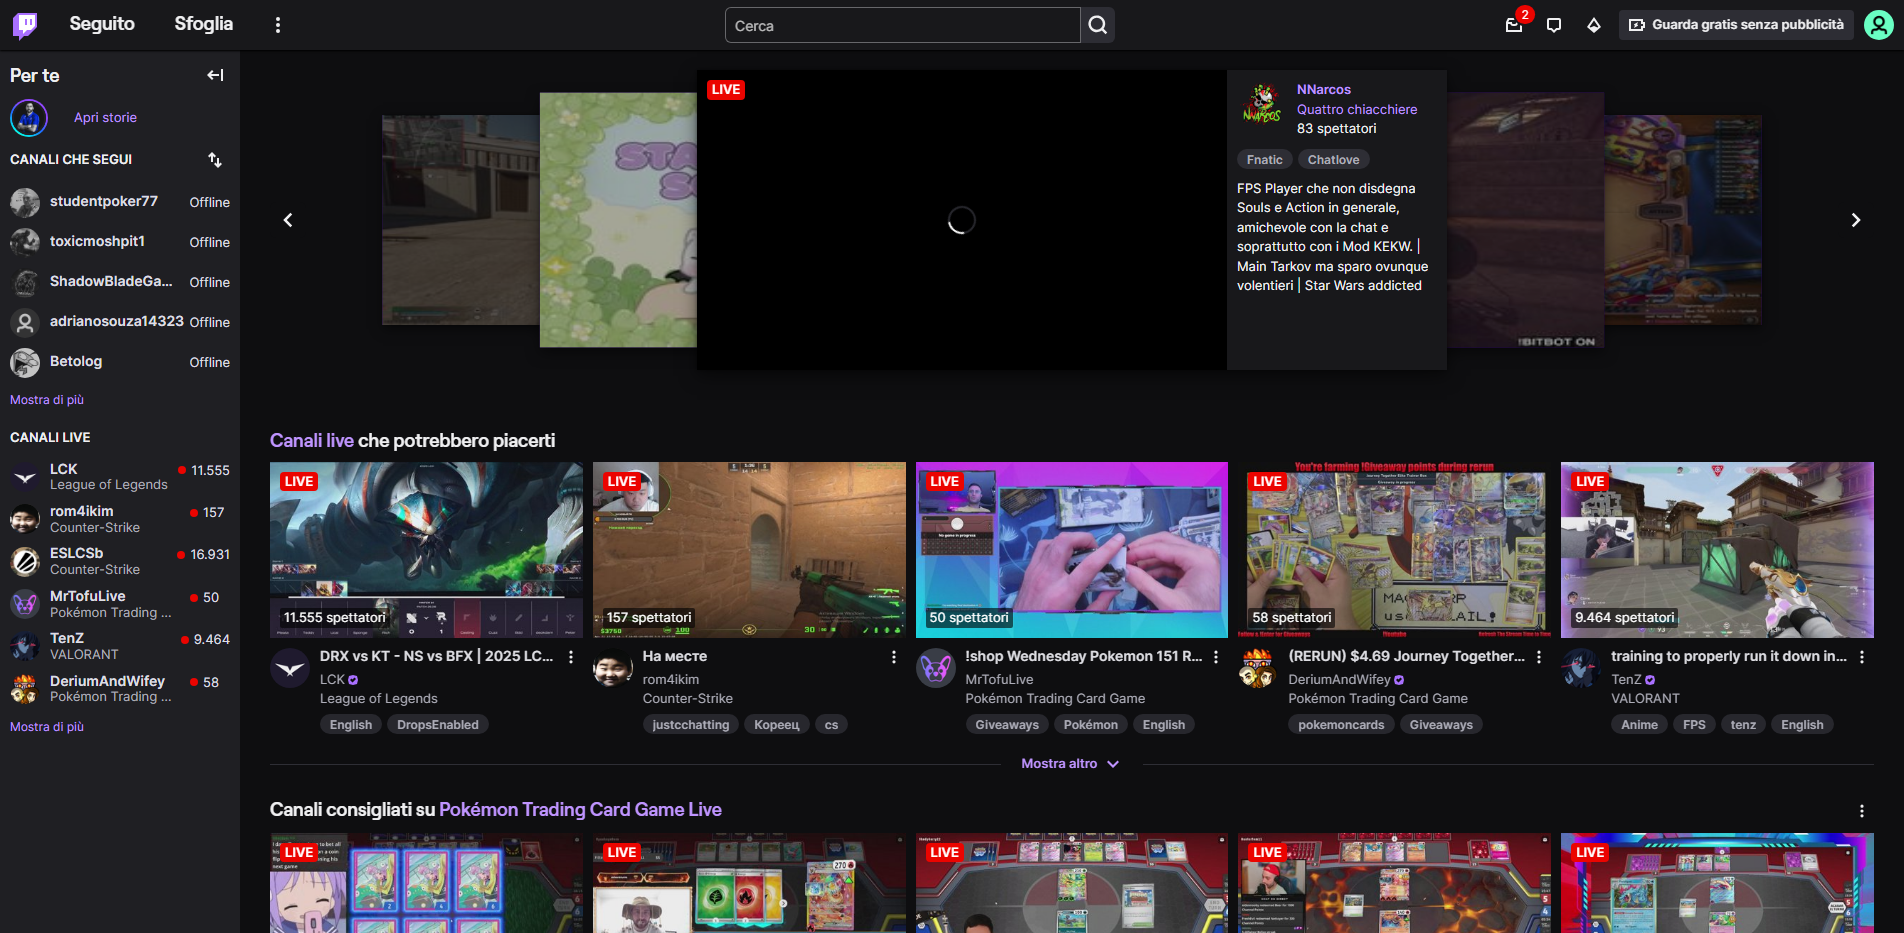 Seguito
Sfoglia
Cerca
2
Guarda gratis senza pubblicità
Per te
Apri storie
CANALI CHE SEGUI
studentpoker77 Offline
toxicmoshpit1 Offline
ShadowBladeGa... Offline
adrianosouza14323 Offline
Betolog Offline
Mostra di più
CANALI LIVE
LCK 11.555
League of Legends
rom4ikim 157
Counter-Strike
ESLCSb 16.931
Counter-Strike
MrTofuLive 50
Pokémon Trading ...
TenZ 9.464
VALORANT
DeriumAndWifey 58
Pokémon Trading ...
Mostra di più
LIVE
NNarcos
Quattro chiacchiere
83 spettatori
Fnatic Chatlove
FPS Player che non disdegna
Souls e Action in generale,
amichevole con la chat e
soprattutto con i Mod KEKW. |
Main Tarkov ma sparo ovunque
volentieri | Star Wars addicted
!BITBOT ON
Canali live che potrebbero piacerti
LIVE
11.555 spettatori
DRX vs KT - NS vs BFX | 2025 LC...
LCK
League of Legends
English DropsEnabled
LIVE
157 spettatori
На месте
rom4ikim
Counter-Strike
justcchatting Кореец cs
LIVE
No game in progress
50 spettatori
!shop Wednesday Pokemon 151 R...
MrTofuLive
Pokémon Trading Card Game
Giveaways Pokémon English
You're farming !Giveaway points during rerun
LIVE
58 spettatori
(RERUN) $4.69 Journey Together...
DeriumAndWifey
Pokémon Trading Card Game
pokemoncards Giveaways
LIVE
9.464 spettatori
training to properly run it down in...
TenZ
VALORANT
Anime FPS tenz English
Mostra altro
Canali consigliati su Pokémon Trading Card Game Live
LIVE
LIVE
270
LIVE
LIVE
LIVE